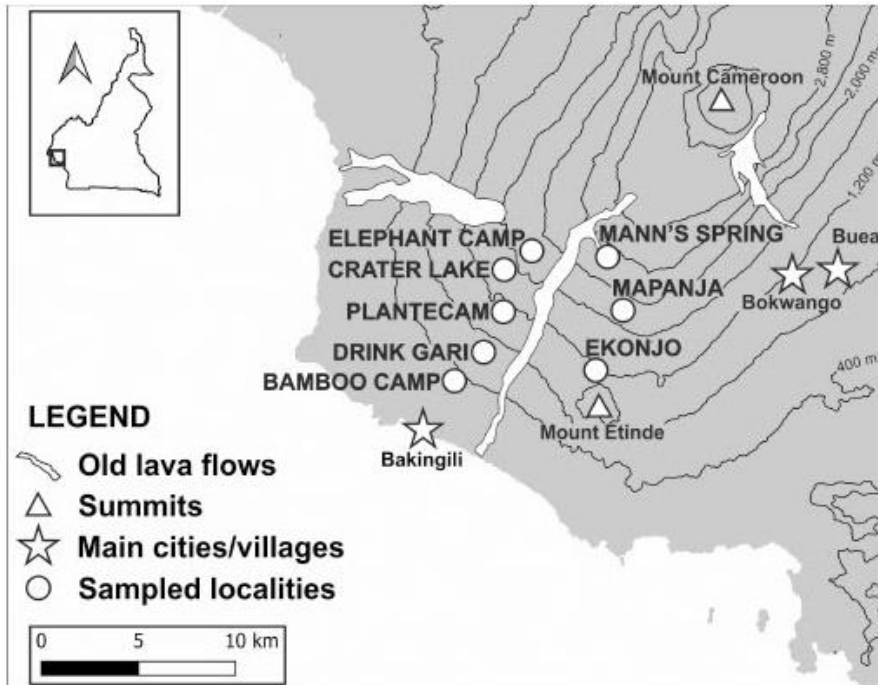 2,800 m
Mount Cameroon
2,000 m
1,200 m
ELEPHANT CAMP
MANN'S SPRING
Buea
CRATER LAKE
MAPANJA
Bokwango
PLANTECAM
DRINK GARI
EKONJO
400 m
BAMBOO CAMP
LEGEND
Mount Etinde
Bakingili
Old lava flows
Summits
Main cities/villages
Sampled localities
0 5 10 km